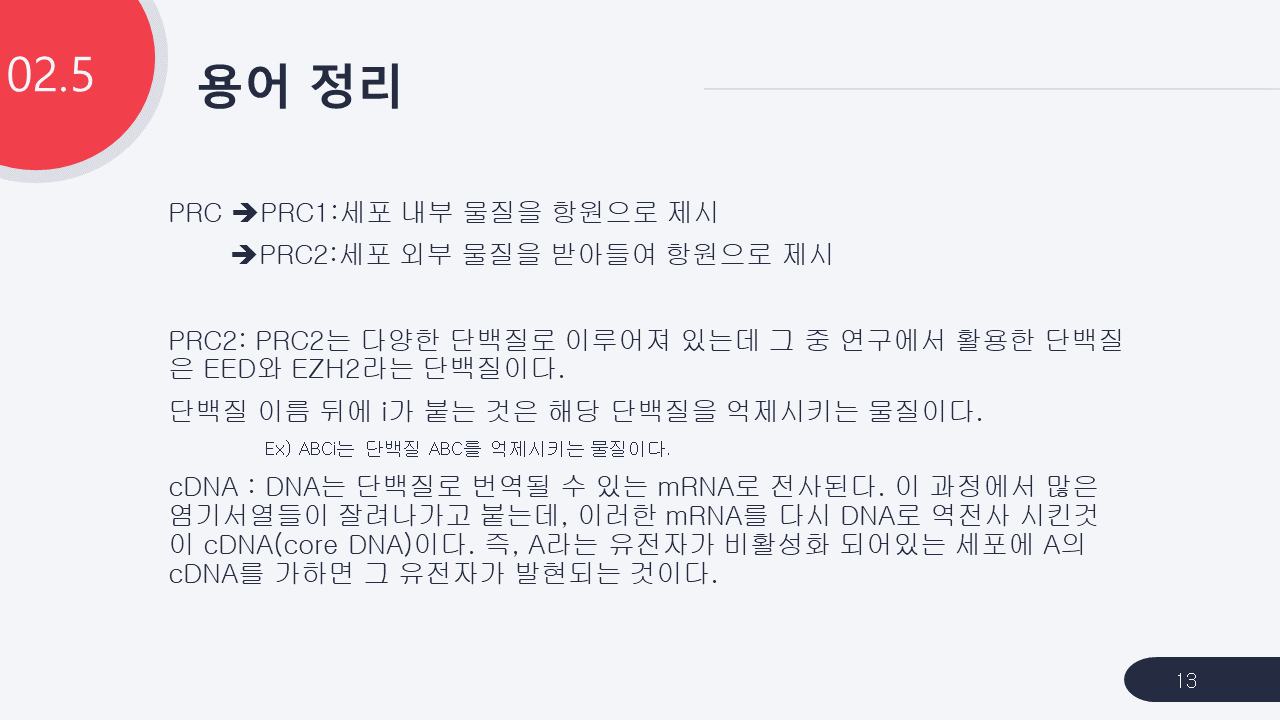 02.5
용어 정리
PRC ➔PRC1:세포 내부 물질을 항원으로 제시
➔PRC2:세포 외부 물질을 받아들여 항원으로 제시
PRC2: PRC2는 다양한 단백질로 이루어져 있는데 그 중 연구에서 활용한 단백질
은 EED와 EZH2라는 단백질이다.
단백질 이름 뒤에 i가 붙는 것은 해당 단백질을 억제시키는 물질이다.
Ex) ABCi는 단백질 ABC를 억제시키는 물질이다.
cDNA : DNA는 단백질로 번역될 수 있는 mRNA로 전사된다. 이 과정에서 많은
염기서열들이 잘려나가고 붙는데, 이러한 mRNA를 다시 DNA로 역전사 시킨것
이 cDNA(core DNA)이다. 즉, A라는 유전자가 비활성화 되어있는 세포에 A의
cDNA를 가하면 그 유전자가 발현되는 것이다.
13